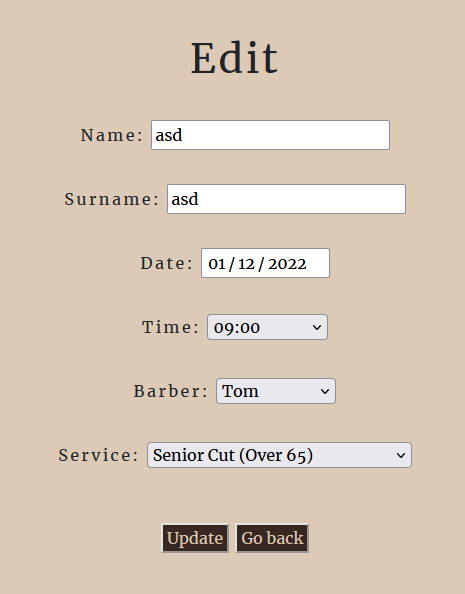 Edit
Name: asd
Surname: asd
Date: 01 / 12 / 2022
Time: 09:00
Barber: Tom
Service: Senior Cut (Over 65)
Update Go back